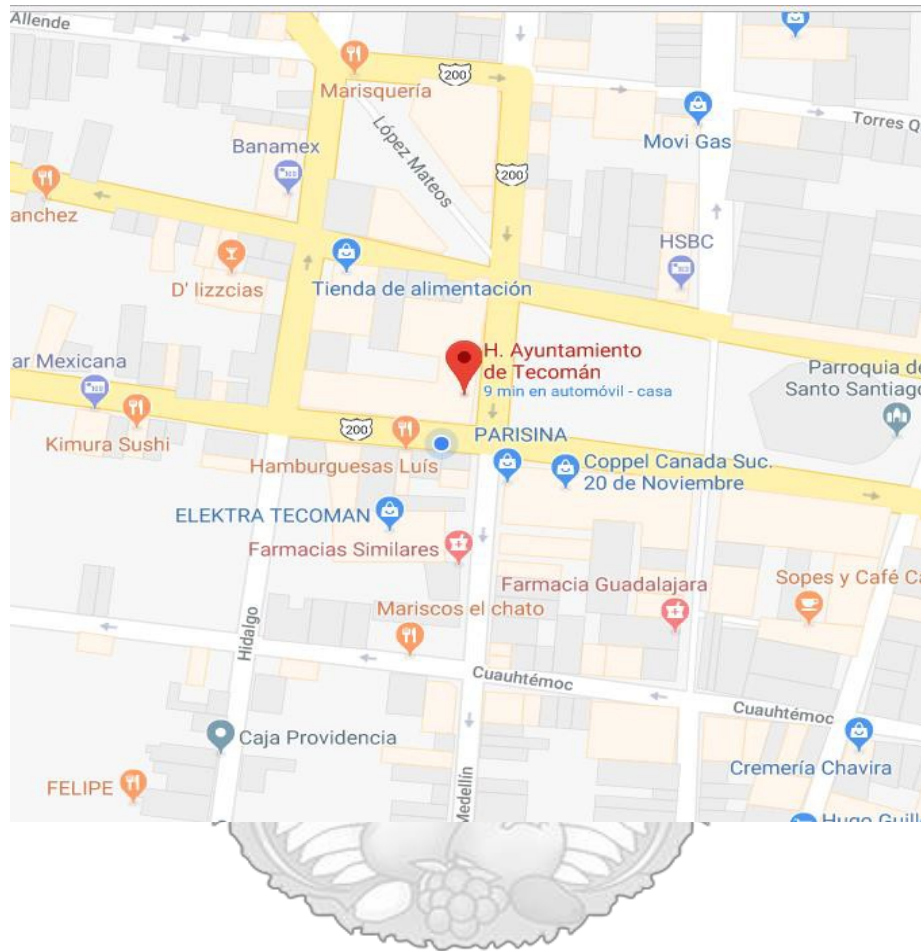 Allende
200
Marisquería
López Mateos
Movi Gas
Torres Q
Banamex
200
anchez
HSBC
D' lizzcias
Tienda de alimentación
H. Ayuntamiento
de Tecomán
9 min en automóvil - casa
ar Mexicana
Parroquia de
Santo Santiago
200
Kimura Sushi
PARISINA
Hamburguesas Luís
Coppel Canada Suc.
20 de Noviembre
ELEKTRA TECOMAN
Farmacias Similares
Farmacia Guadalajara
Sopes y Café Ca
Mariscos el chato
Hidalgo
Cuauhtémoc
Cuauhtémoc
Caja Providencia
Cremería Chavira
FELIPE
Medellín
Hugo Guill